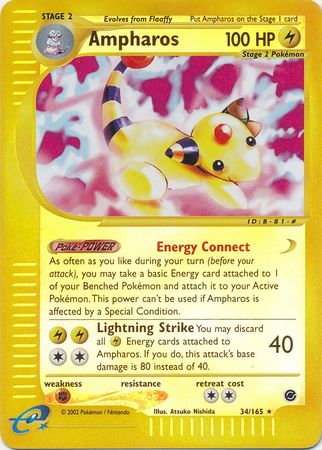 STAGE 2
Evolves from Flaaffy
Put Ampharos on the Stage 1 card
Ampharos
100 HP
Stage 2 Pokémon
ID:B-81-#
POKé-POWER
Energy Connect
As often as you like during your turn (before your
attack), you may take a basic Energy card attached to 1
of your Benched Pokémon and attach it to your Active
Pokémon. This power can't be used if Ampharos is
affected by a Special Condition.
Lightning Strike You may discard
all Energy cards attached to
Ampharos. If you do, this attack's base
damage is 80 instead of 40.
40
weakness
resistance
retreat cost
e
© 2002 Pokémon / Nintendo
Illus. Atsuko Nishida
34/165 ★